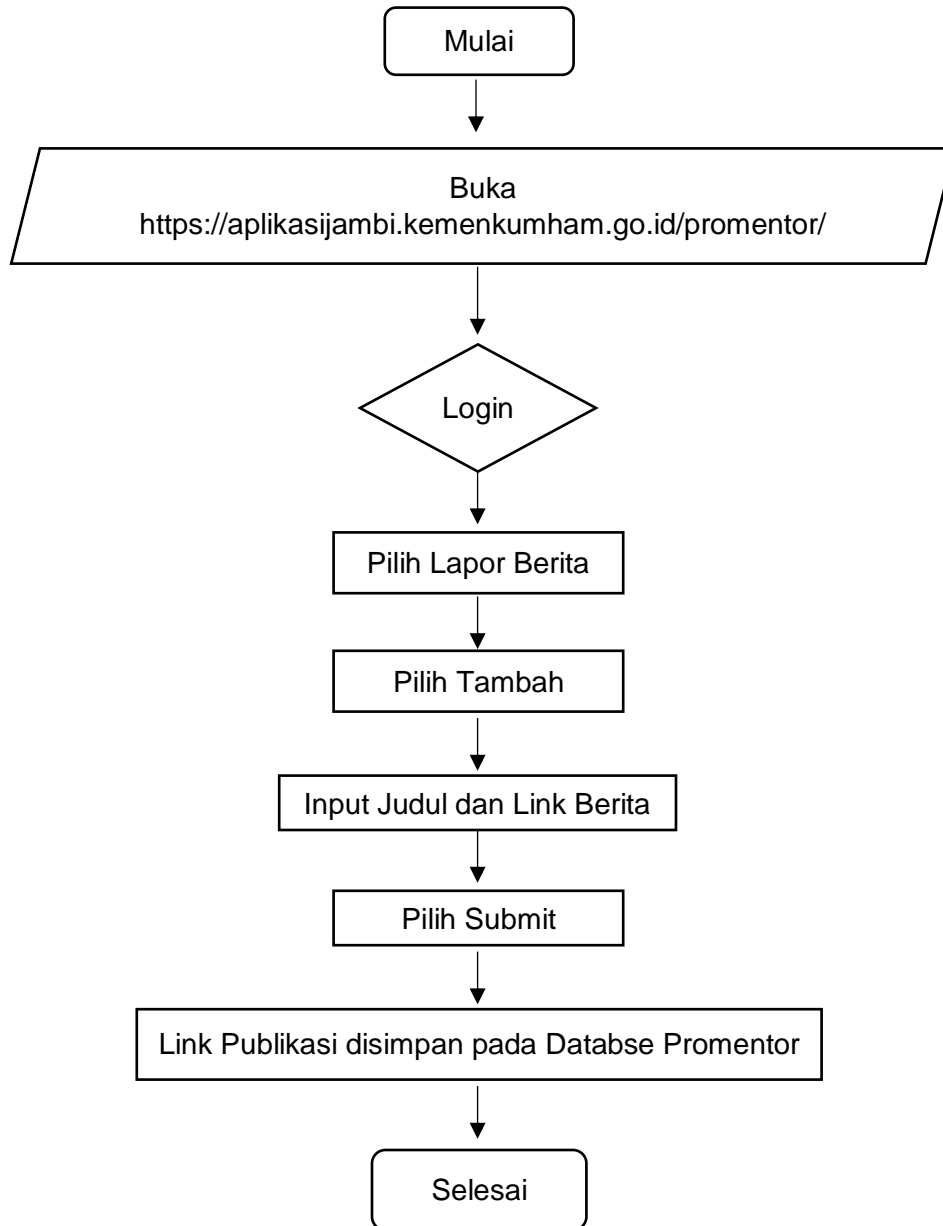 Mulai
Buka
https://aplikasijambi.kemenkumham.go.id/promentor/
Login
Pilih Lapor Berita
Pilih Tambah
Input Judul dan Link Berita
Pilih Submit
Link Publikasi disimpan pada Databse Promentor
Selesai